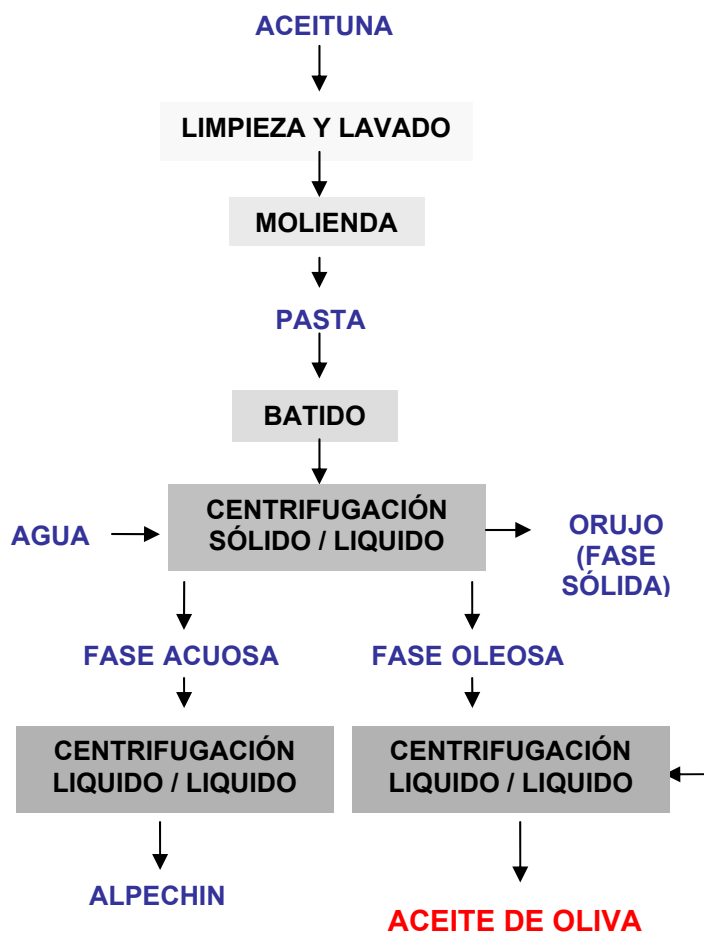 ACEITUNA
LIMPIEZA Y LAVADO
MOLIENDA
PASTA
BATIDO
CENTRIFUGACIÓN
SÓLIDO / LIQUIDO
AGUA
ORUJO
(FASE
SÓLIDA)
FASE ACUOSA
FASE OLEOSA
CENTRIFUGACIÓN
LIQUIDO / LIQUIDO
CENTRIFUGACIÓN
LIQUIDO / LIQUIDO
ALPECHIN
ACEITE DE OLIVA